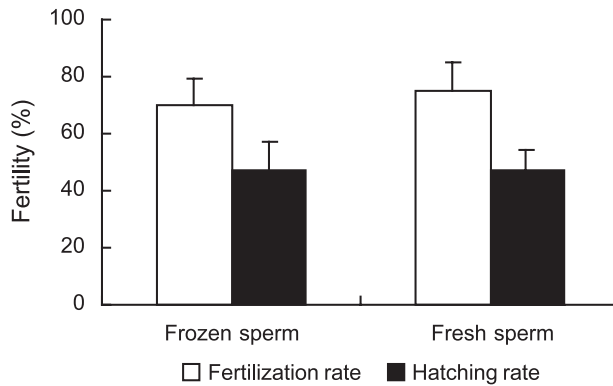 Fertility (%)
100
80
60
40
20
0
Frozen sperm Fresh sperm
Fertilization rate Hatching rate